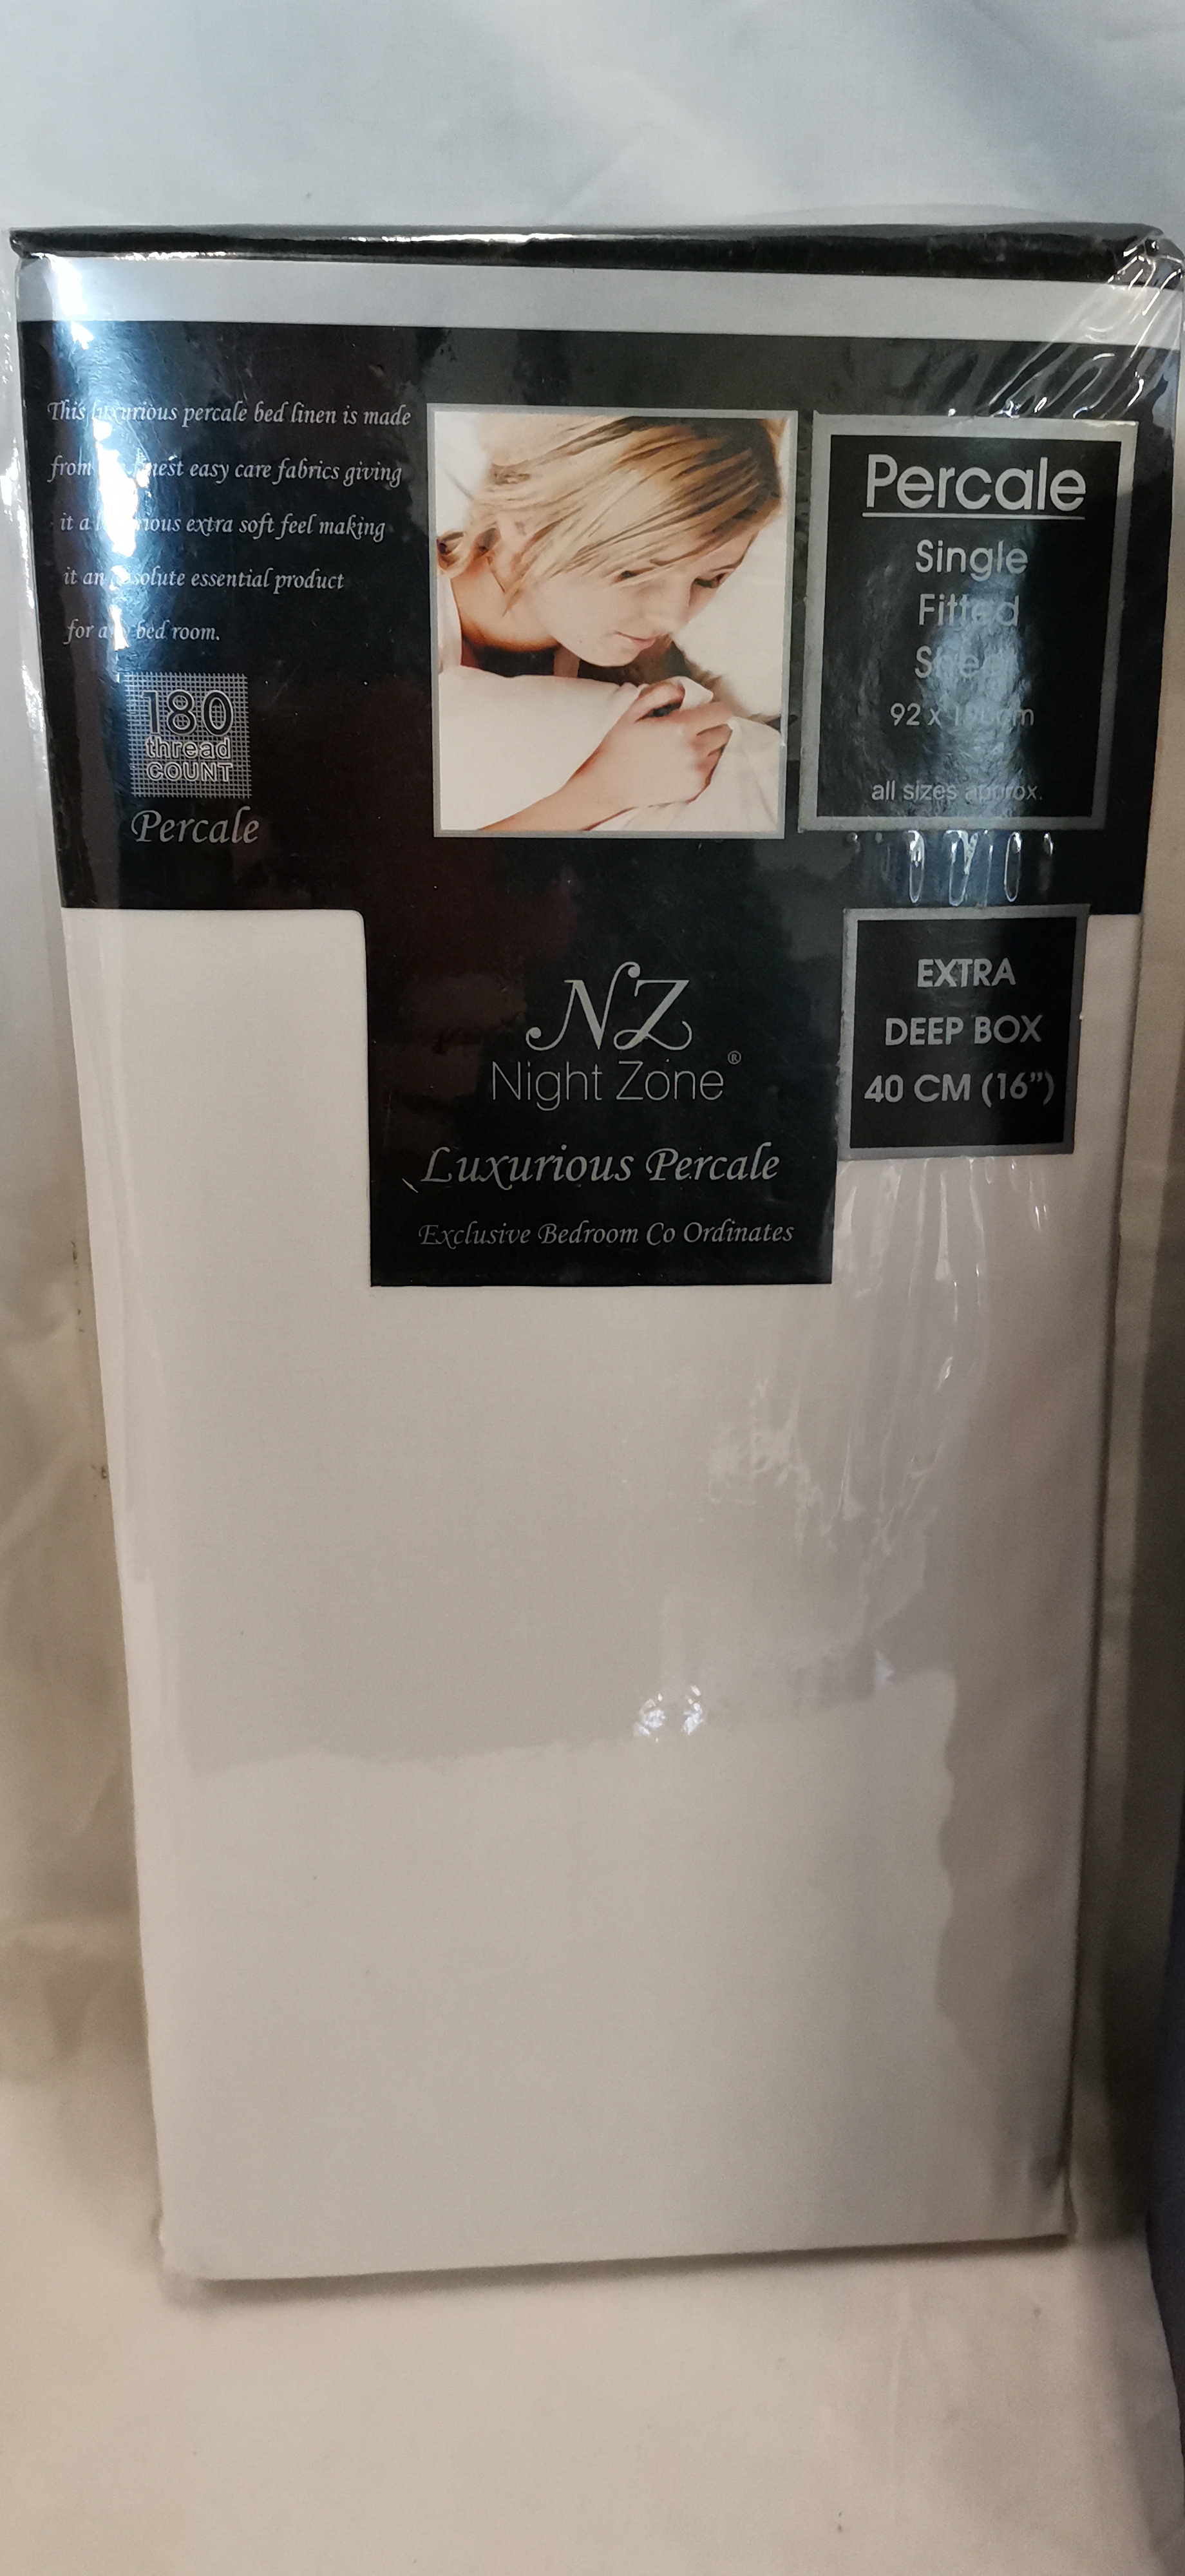 This luxurious percale bed linen is made
from finest easy care fabrics giving
it a luxurious extra soft feel making
it an absolute essential product
for any bed room.
180
thread
COUNT
Percale
Percale
Single
Fitted
Sheet
92 x
all sizes approx.
EXTRA
DEEP BOX
40 CM (16”)
NZ
Night Zone®
Luxurious Percale
Exclusive Bedroom Co Ordinates